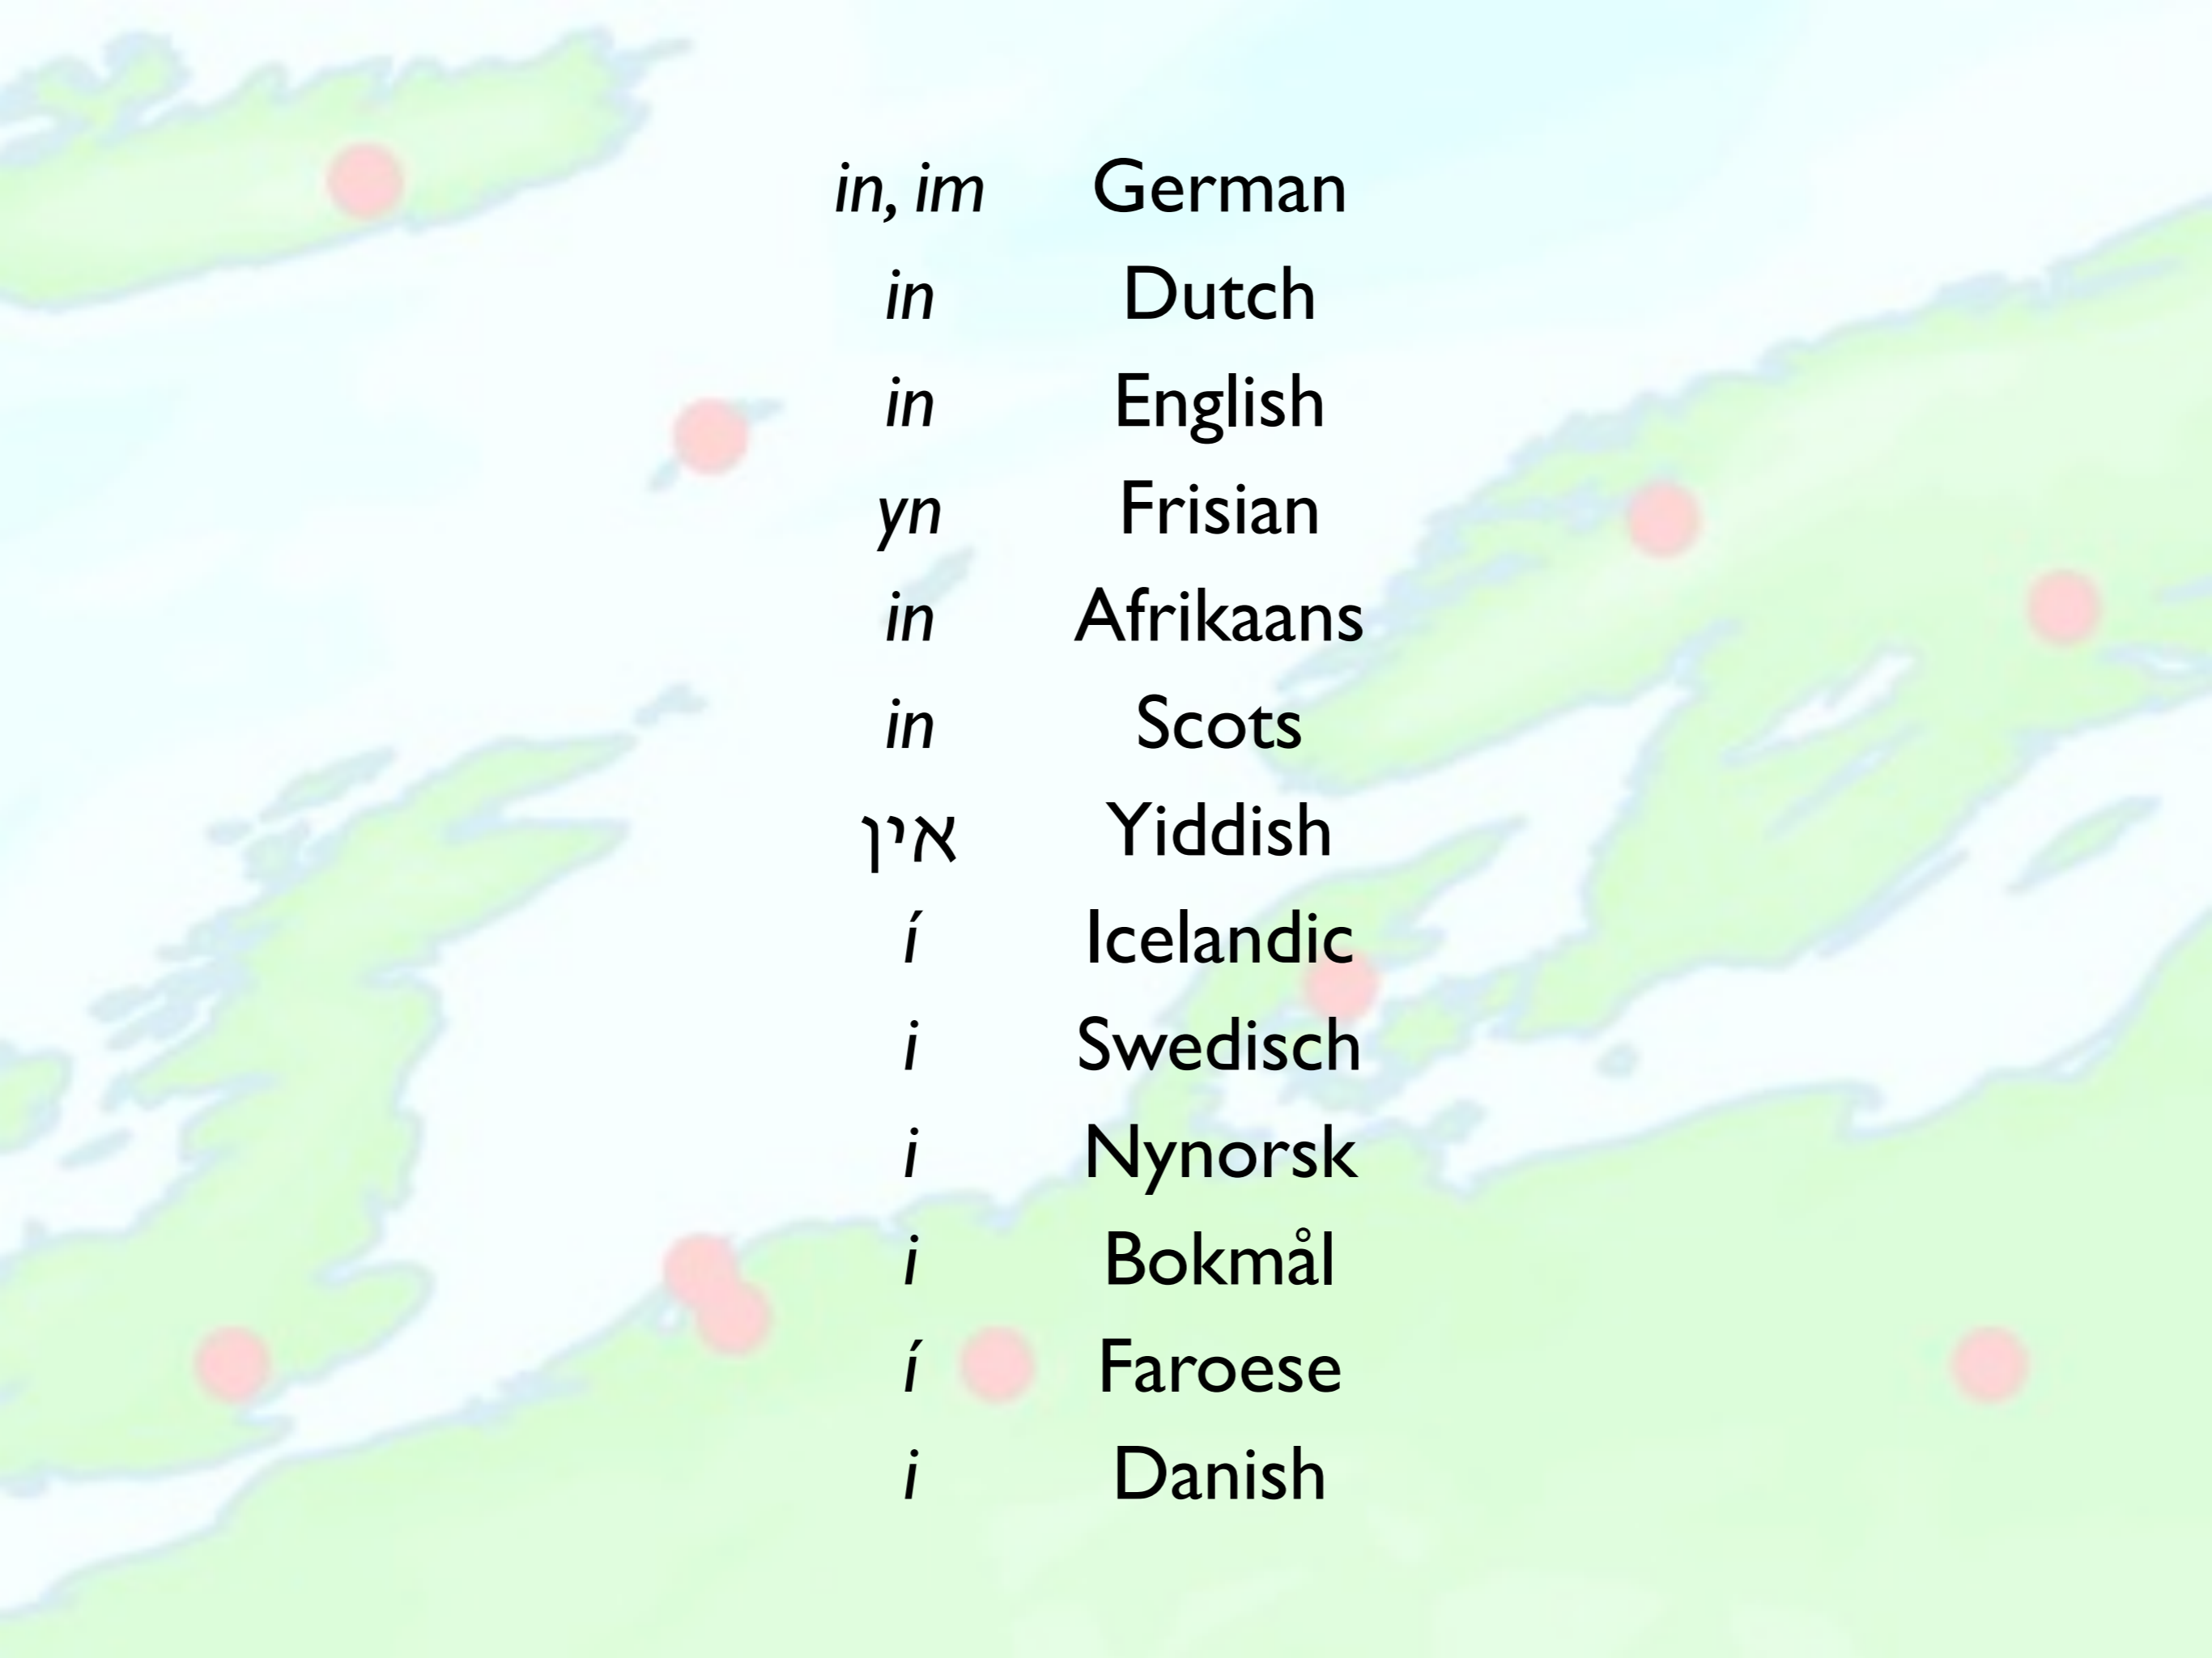 in, im German
in Dutch
in English
yn Frisian
in Afrikaans
in Scots
אין Yiddish
í Icelandic
i Swedisch
i Nynorsk
i Bokmål
í Faroese
i Danish